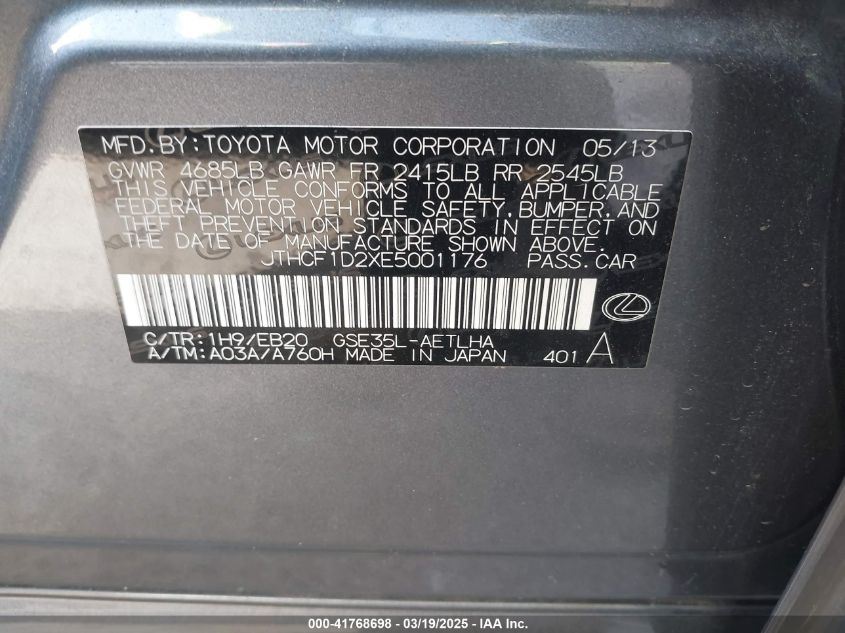 MFD.BY:TOYOTA MOTOR CORPORATION 05/13
GVWR 4685LB GAWR FR 2415LB RR 2545LB
THIS VEHICLE CONFORMS TO ALL APPLICABLE
FEDERAL MOTOR VEHICLE SAFETY,BUMPER,AND
THEFT PREVENTION STANDARDS IN EFFECT ON
THE DATE OF MANUFACTURE SHOWN ABOVE.
JTHCF1D2XE5001176 PASS.CAR
C/TR:1H9/EB20 GSE35L-AETLHA
A/TM:A03A/A760H MADE IN JAPAN 401 A
000-41768698 - 03/19/2025 - IAA Inc.